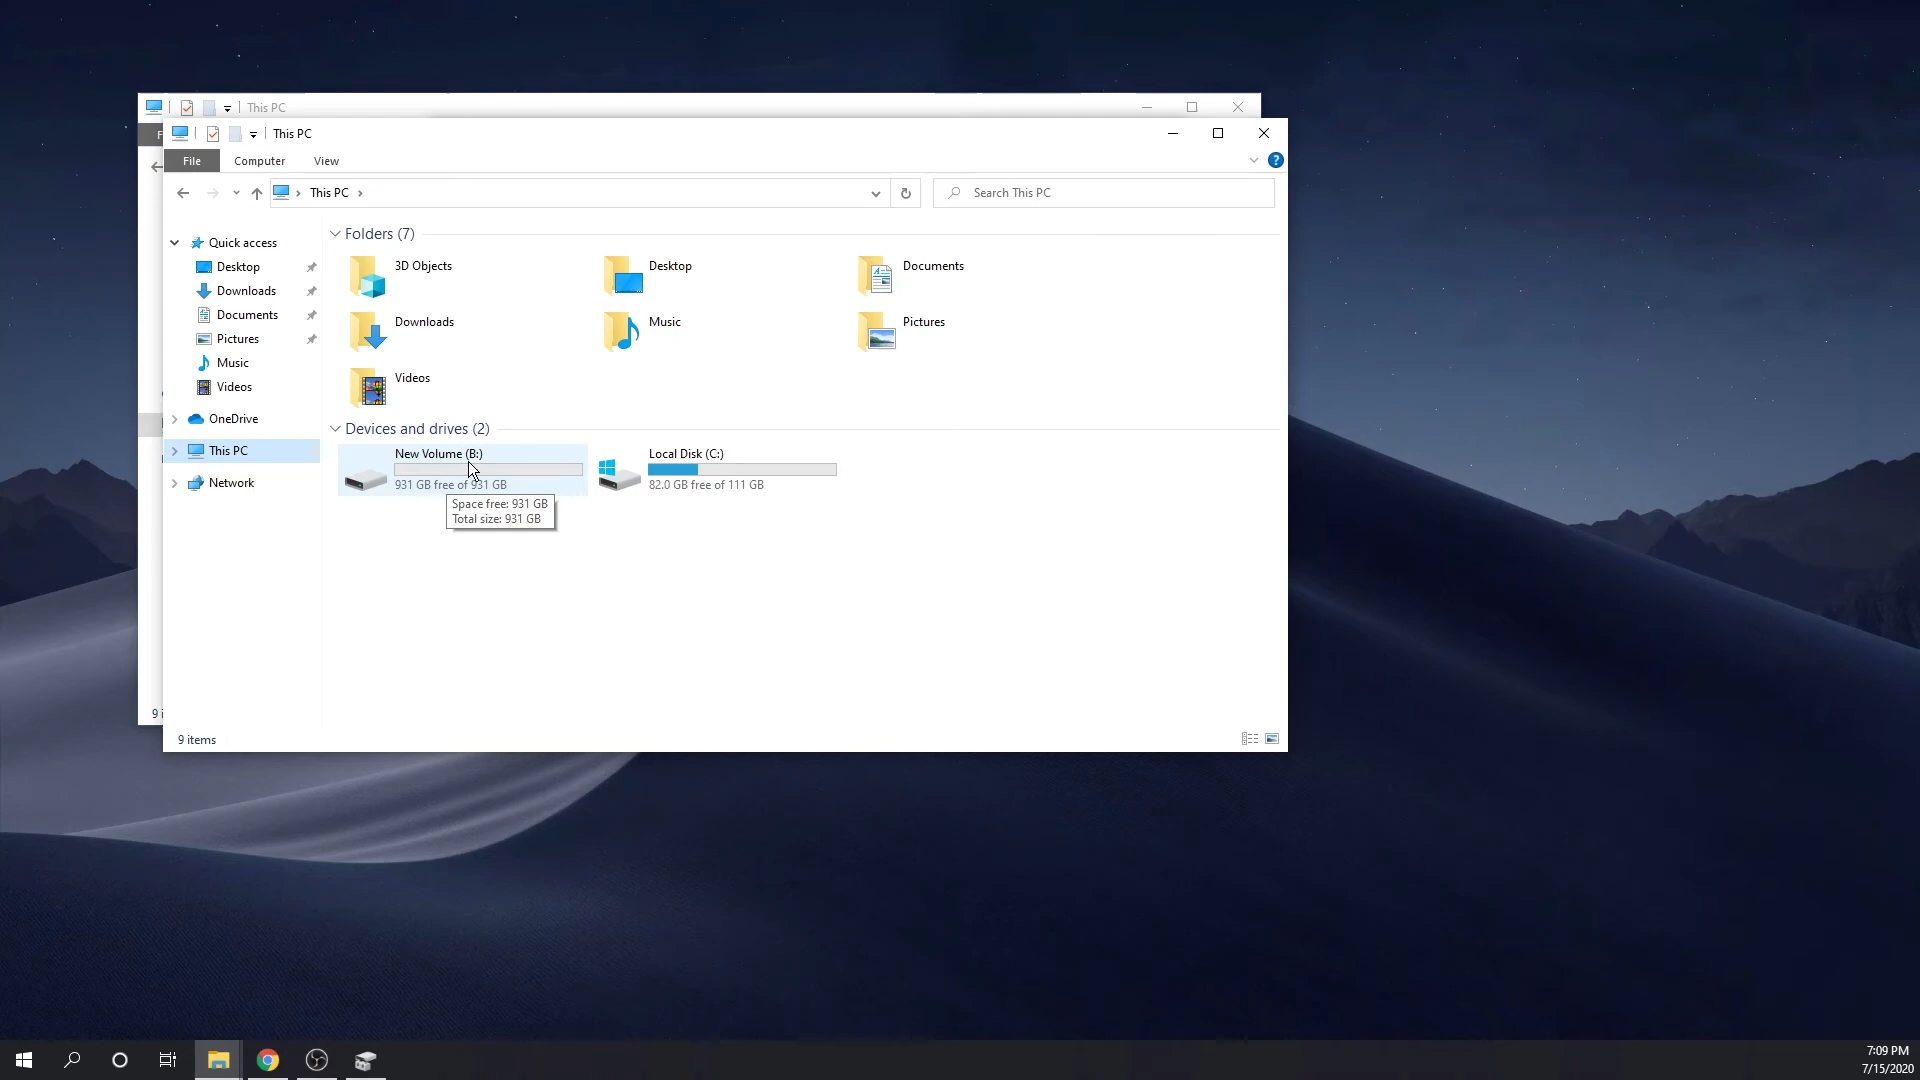 This PC
This PC
File Computer View
This PC
Search This PC
Quick access
Desktop
Downloads
Documents
Pictures
Music
Videos
OneDrive
This PC
Network
Folders (7)
3D Objects
Desktop
Documents
Downloads
Music
Pictures
Videos
Devices and drives (2)
New Volume (B:)
931 GB free of 931 GB
Local Disk (C:)
82.0 GB free of 111 GB
Space free: 931 GB
Total size: 931 GB
9 items
9 i
7:09 PM
7/15/2020